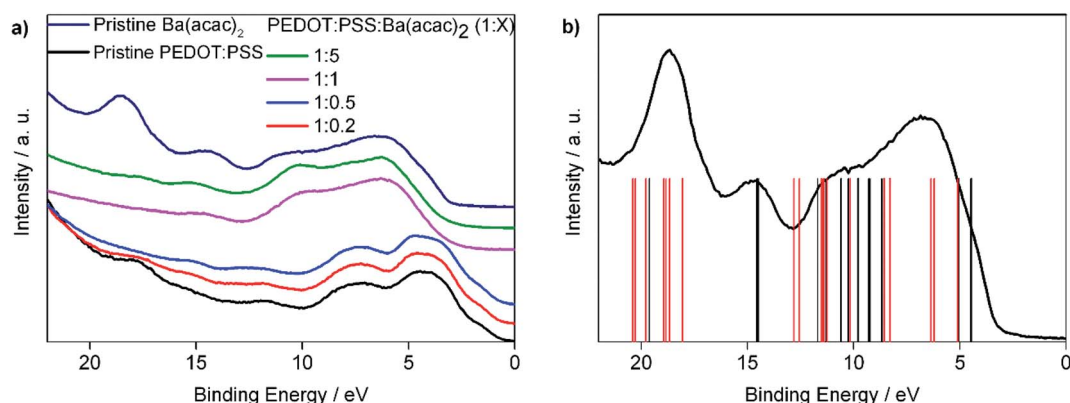 a)
Pristine Ba(acac)2 PEDOT:PSS:Ba(acac)2 (1:X)
Pristine PEDOT:PSS
1:5
1:1
1:0.5
1:0.2
Intensity / a. u.
20 15 10 5 0
Binding Energy / eV
b)
Intensity / a. u.
20 15 10 5 0
Binding Energy / eV